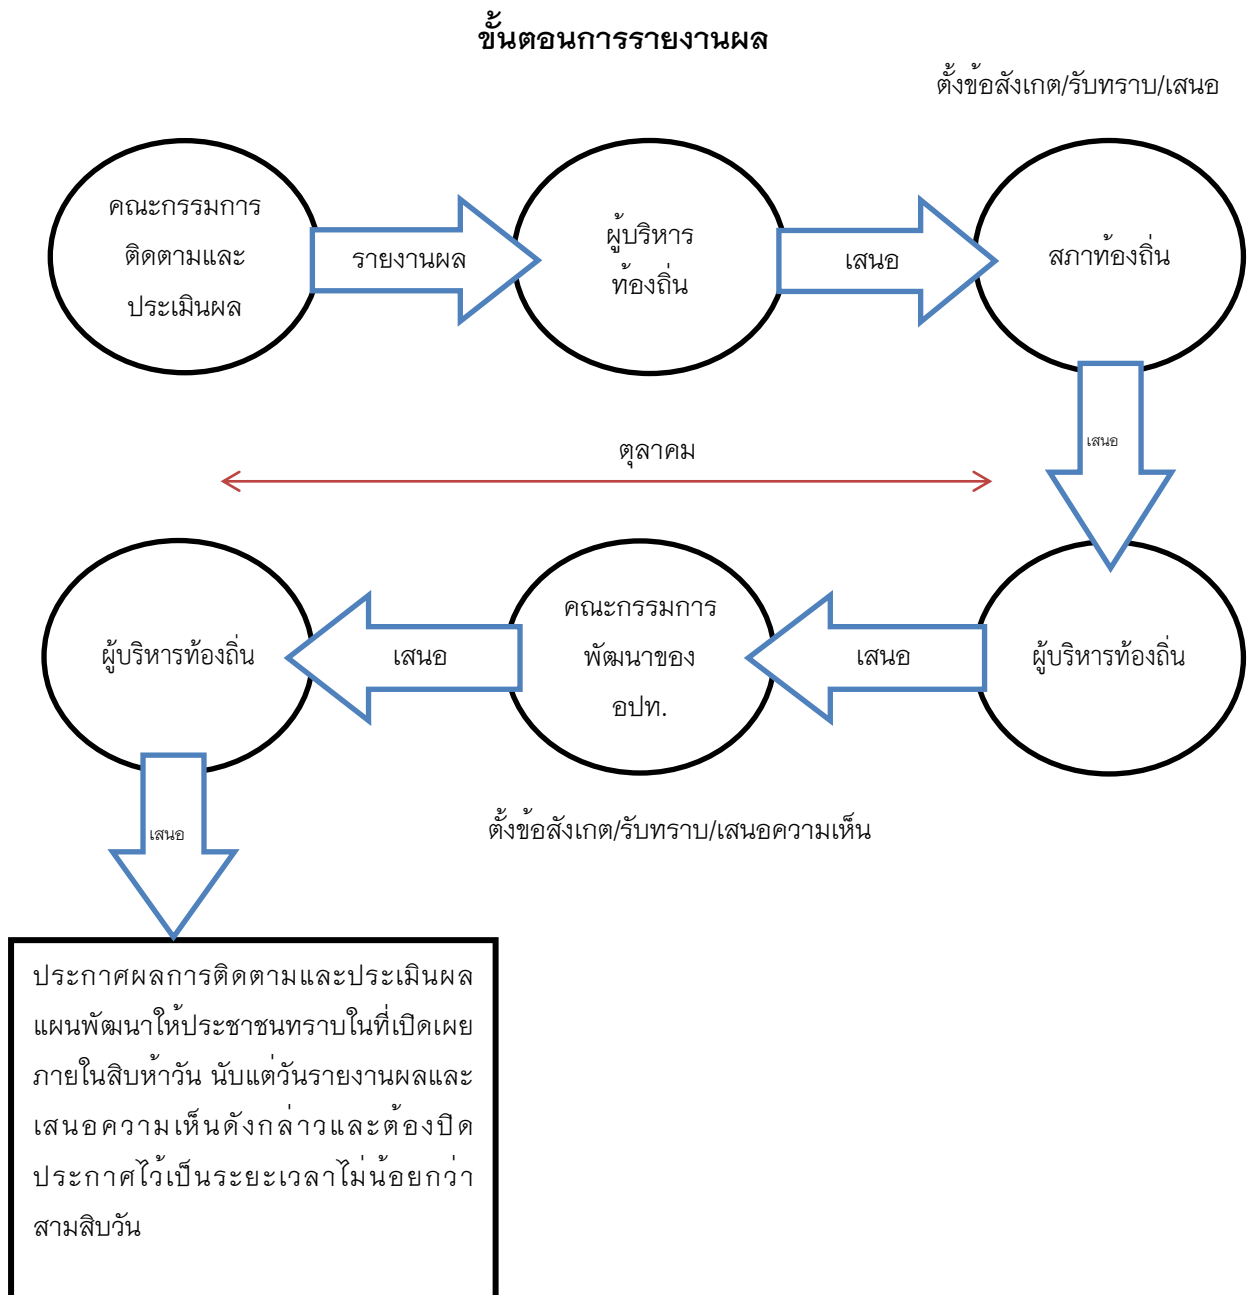 ขั้นตอนการรายงานผล
ตั้งข้อสังเกต/รับทราบ/เสนอ
คณะกรรมการ
ติดตามและ
ประเมินผล
รายงานผล
ผู้บริหาร
ท้องถิ่น
เสนอ
สภาท้องถิ่น
เสนอ
ตุลาคม
ผู้บริหารท้องถิ่น
เสนอ
คณะกรรมการ
พัฒนาของ
อปท.
เสนอ
ผู้บริหารท้องถิ่น
ตั้งข้อสังเกต/รับทราบ/เสนอความเห็น
เสนอ
ประกาศผลการติดตามและประเมินผล
แผนพัฒนาให้ประชาชนทราบในที่เปิดเผย
ภายในสิบห้าวัน นับแต่วันรายงานผลและ
เสนอความเห็นดังกล่าวและต้องปิด
ประกาศไว้เป็นระยะเวลาไม่น้อยกว่า
สามสิบวัน